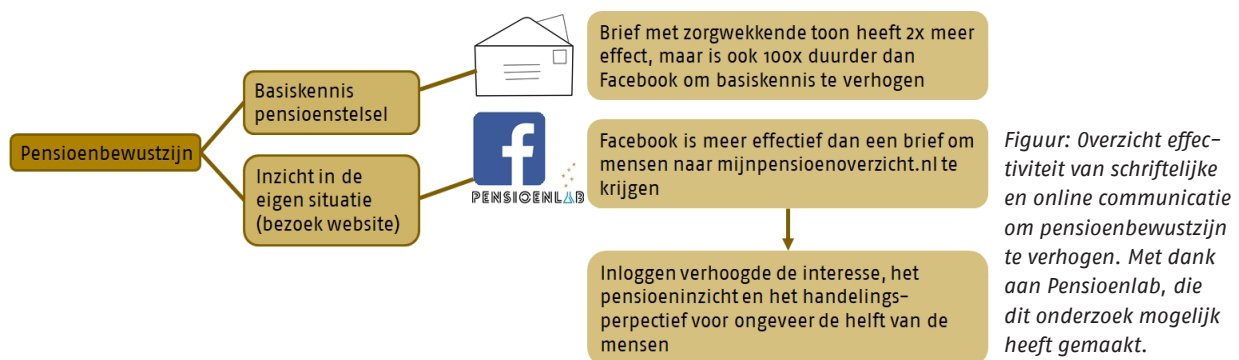 Pensioenbewustzijn
Basiskennis
pensioenstelsel
Inzicht in de
eigen situatie
(bezoek website)
f
PENSIOENLAB
Brief met zorgwekkende toon heeft 2x meer
effect, maar is ook 100x duurder dan
Facebook om basiskennis te verhogen
Facebook is meer effectief dan een brief om
mensen naar mijnpensioenoverzicht.nl te
krijgen
Inloggen verhoogde de interesse, het
pensioeninzicht en het handelings-
perpectief voor ongeveer de helft van de
mensen
Figuur: Overzicht effec-
tiviteit van schriftelijke
en online communicatie
om pensioenbewustzijn
te verhogen. Met dank
aan Pensioenlab, die
dit onderzoek mogelijk
heeft gemaakt.